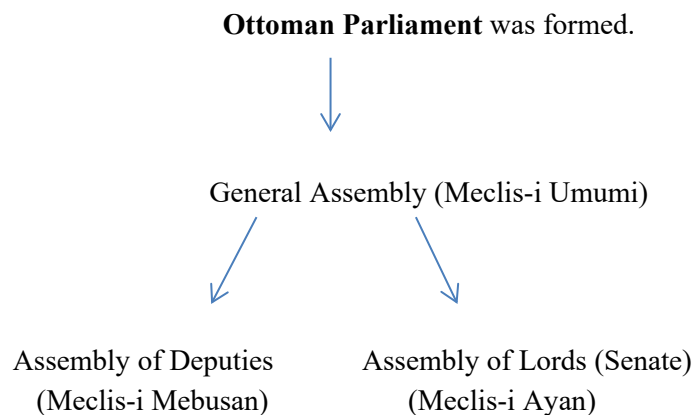 Ottoman Parliament was formed.
General Assembly (Meclis-i Umumi)
Assembly of Deputies Assembly of Lords (Senate)
(Meclis-i Mebusan) (Meclis-i Ayan)